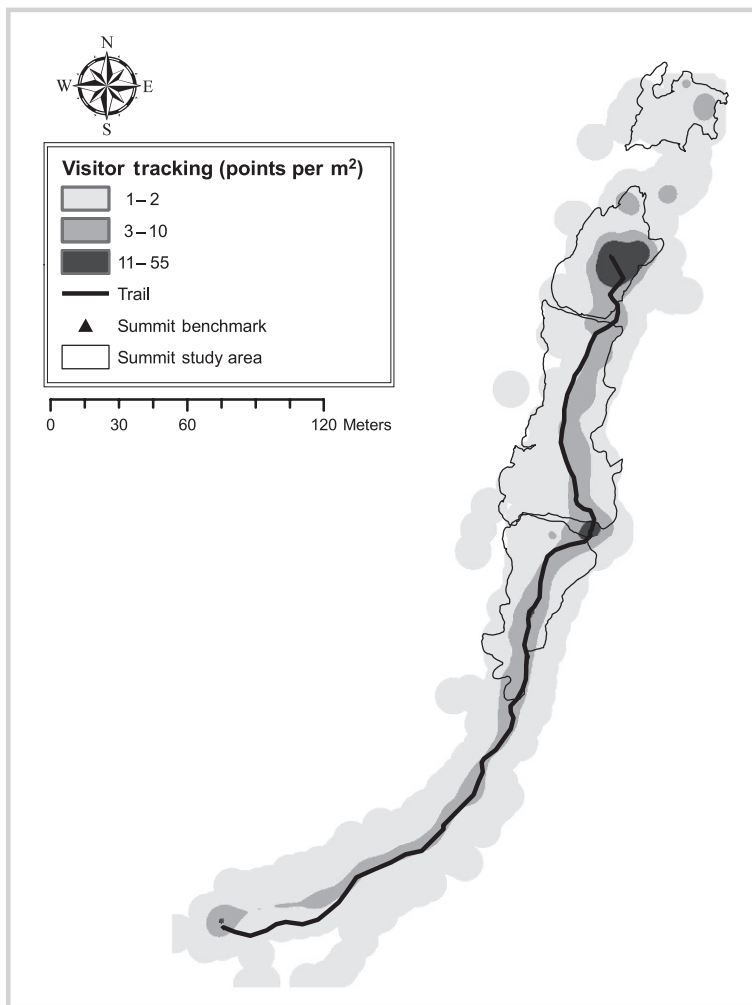 N
W E
S
Visitor tracking (points per m²)
1–2
3–10
11–55
Trail
Summit benchmark
Summit study area
0 30 60 120 Meters